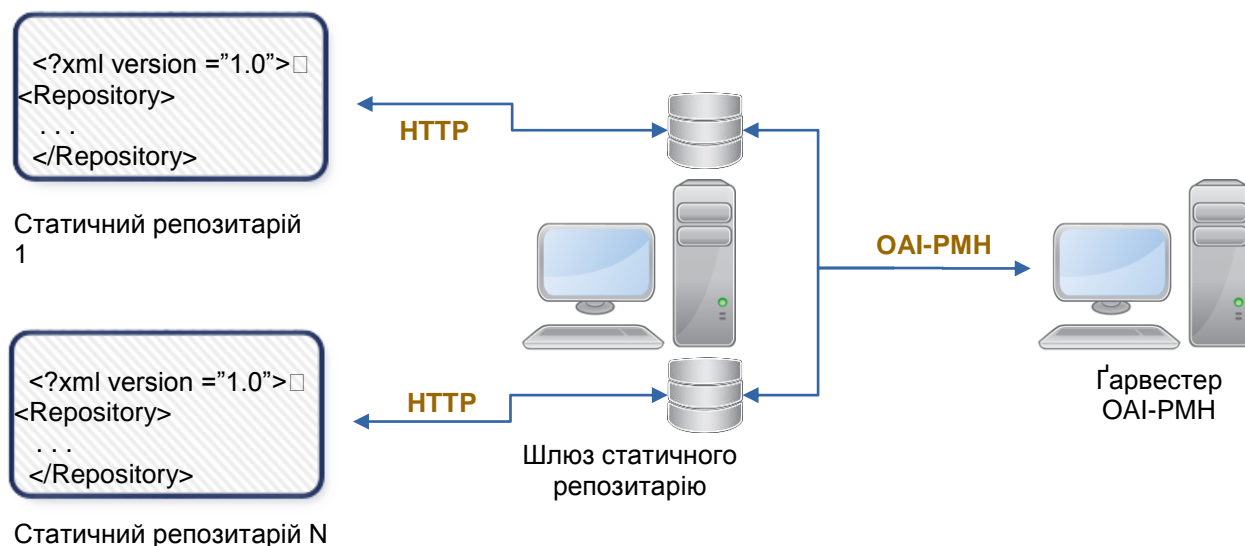 <?xml version ="1.0”>□
<Repository>
. . .
</Repository>
Статичний репозитарій
1
HTTP
OAI-PMH
Ґарвестер
OAI-PMH
<?xml version ="1.0”>□
<Repository>
. . .
</Repository>
Статичний репозитарій N
HTTP
Шлюз статичного
репозитарію